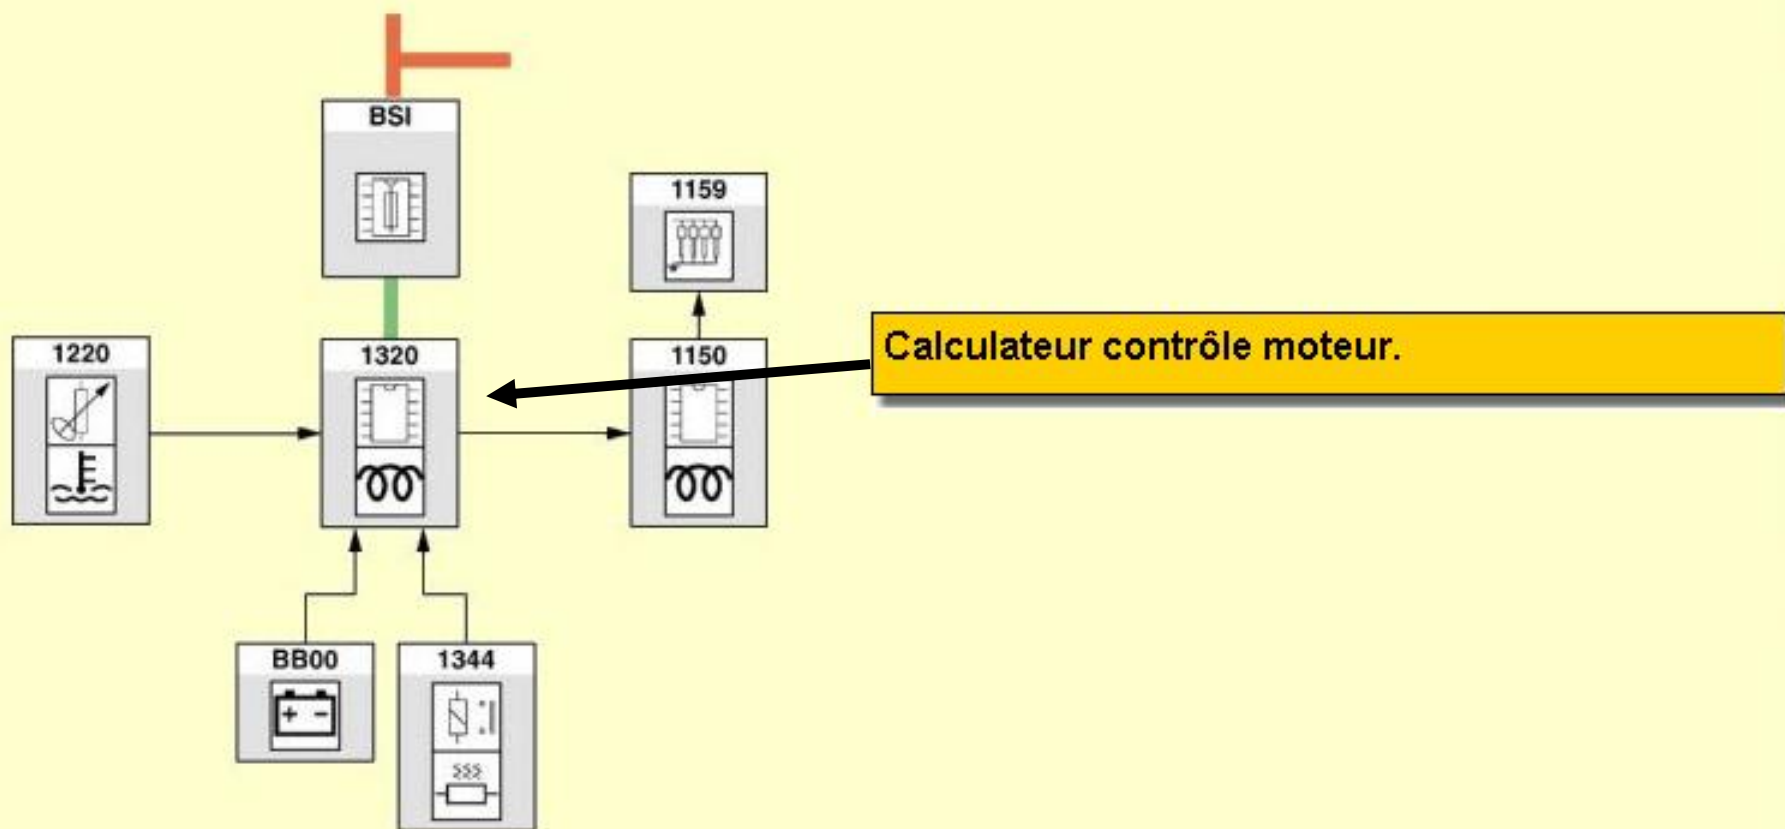 BSI
1159
1220
1320
1150
Calculateur contrôle moteur.
BB00
+ -
1344